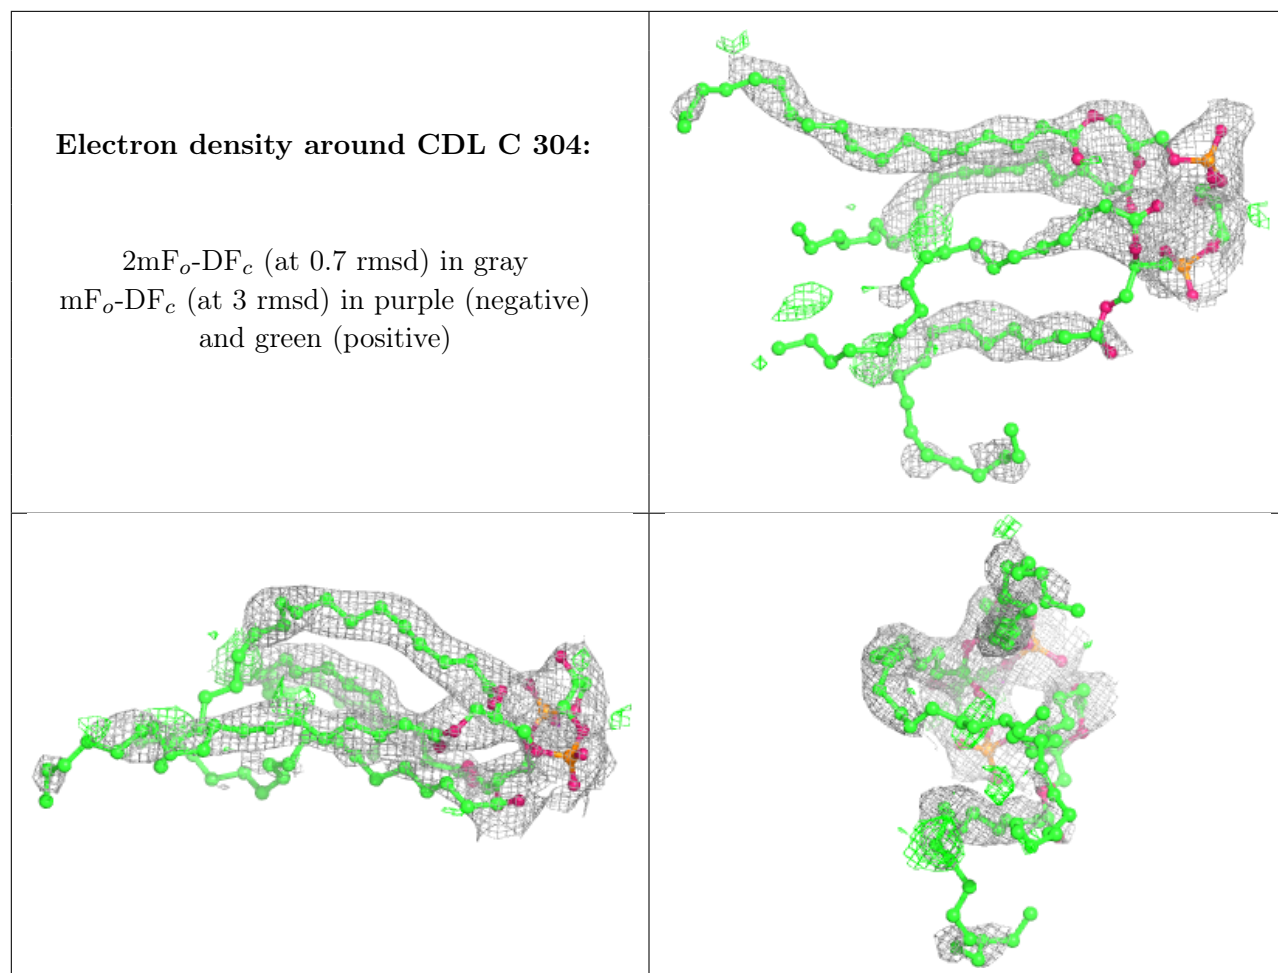 Electron density around CDL C 304:
2mFo-DFc (at 0.7 rmsd) in gray
mFo-DFc (at 3 rmsd) in purple (negative)
and green (positive)